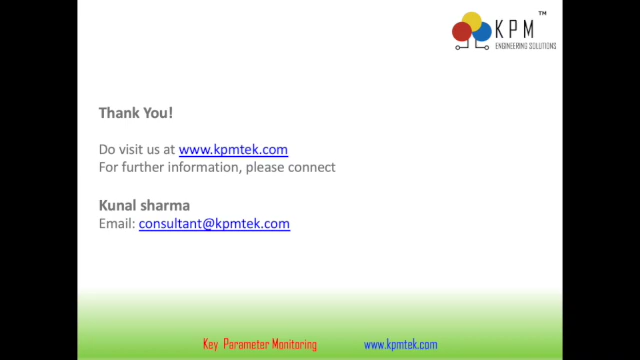 TM
KPM
ENGINEERING SOLUTIONS
Thank You!
Do visit us at www.kpmtek.com
For further information, please connect
Kunal sharma
Email: consultant@kpmtek.com
Key Parameter Monitoring www.kpmtek.com